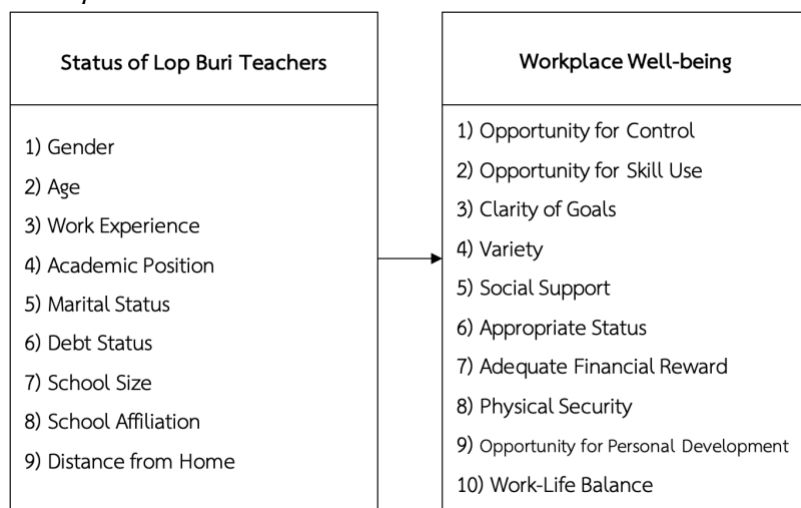 Status of Lop Buri Teachers
1) Gender
2) Age
3) Work Experience
4) Academic Position
5) Marital Status
6) Debt Status
7) School Size
8) School Affiliation
9) Distance from Home
Workplace Well-being
1) Opportunity for Control
2) Opportunity for Skill Use
3) Clarity of Goals
4) Variety
5) Social Support
6) Appropriate Status
7) Adequate Financial Reward
8) Physical Security
9) Opportunity for Personal Development
10) Work-Life Balance